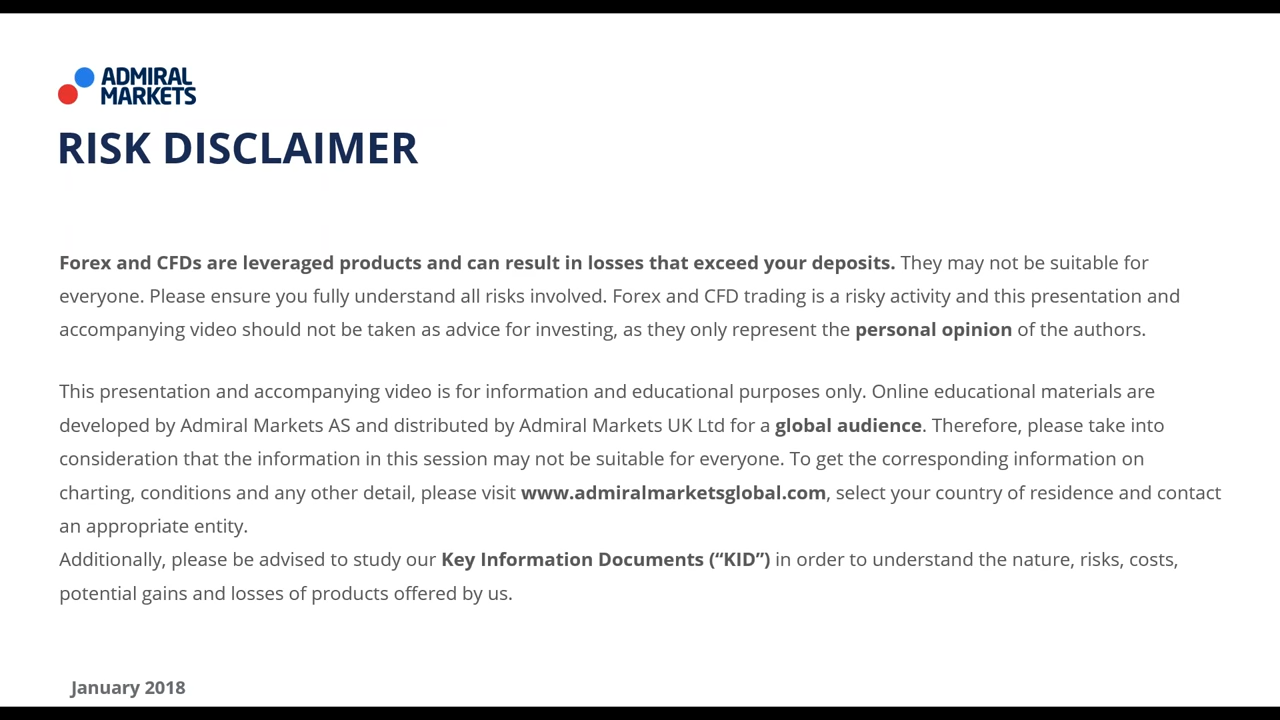 ADMIRAL
MARKETS
RISK DISCLAIMER
Forex and CFDs are leveraged products and can result in losses that exceed your deposits. They may not be suitable for
everyone. Please ensure you fully understand all risks involved. Forex and CFD trading is a risky activity and this presentation and
accompanying video should not be taken as advice for investing, as they only represent the personal opinion of the authors.
This presentation and accompanying video is for information and educational purposes only. Online educational materials are
developed by Admiral Markets AS and distributed by Admiral Markets UK Ltd for a global audience. Therefore, please take into
consideration that the information in this session may not be suitable for everyone. To get the corresponding information on
charting, conditions and any other detail, please visit www.admiralmarketsglobal.com, select your country of residence and contact
an appropriate entity.
Additionally, please be advised to study our Key Information Documents (“KID”) in order to understand the nature, risks, costs,
potential gains and losses of products offered by us.
January 2018